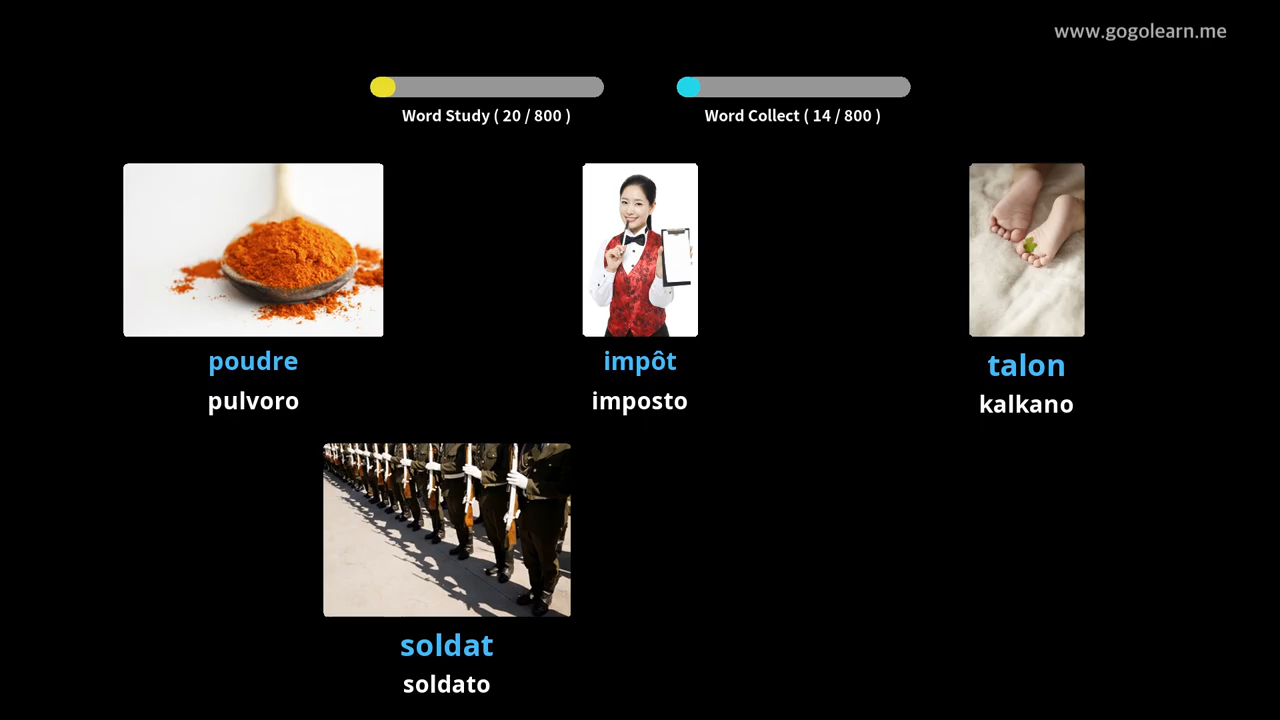 www.gogolearn.me
Word Study ( 20 / 800 )
Word Collect ( 14 / 800 )
poudre
pulvoro
impôt
imposto
talon
kalkano
soldat
soldato